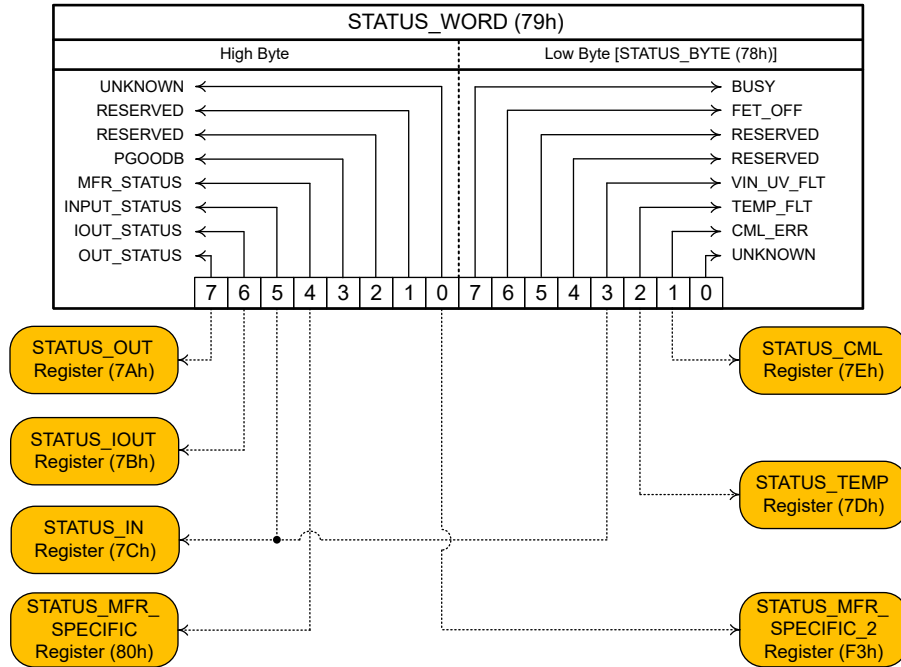 STATUS_WORD (79h)
High Byte
Low Byte [STATUS_BYTE (78h)]
UNKNOWN
RESERVED
RESERVED
PGOODB
MFR_STATUS
INPUT_STATUS
IOUT_STATUS
OUT_STATUS
BUSY
FET_OFF
RESERVED
RESERVED
VIN_UV_FLT
TEMP_FLT
CML_ERR
UNKNOWN
7 6 5 4 3 2 1 0 7 6 5 4 3 2 1 0
STATUS_OUT
Register (7Ah)
STATUS_IOUT
Register (7Bh)
STATUS_IN
Register (7Ch)
STATUS_MFR_
SPECIFIC
Register (80h)
STATUS_CML
Register (7Eh)
STATUS_TEMP
Register (7Dh)
STATUS_MFR_
SPECIFIC_2
Register (F3h)